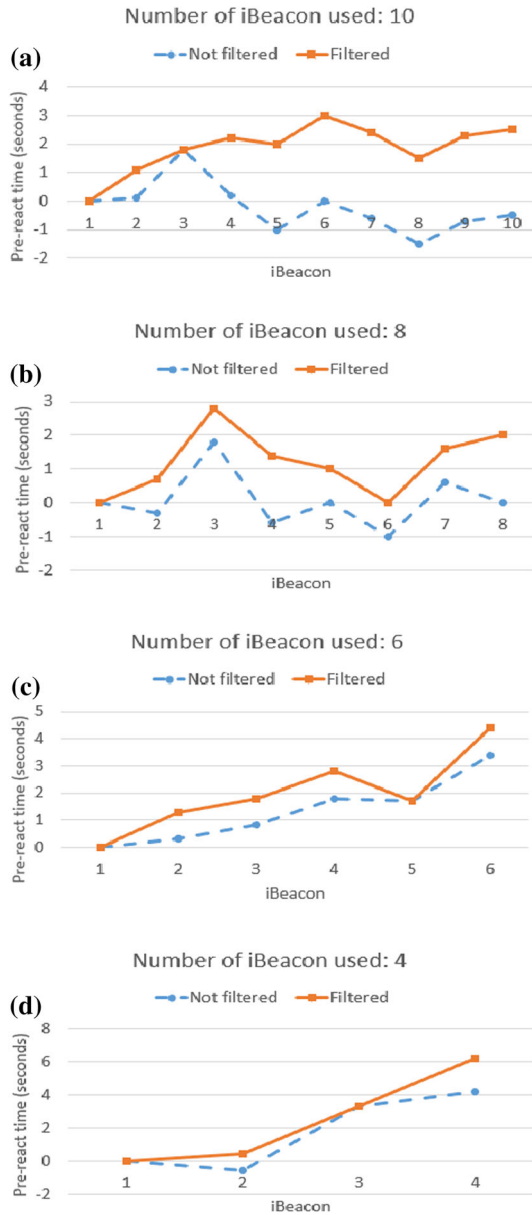 Number of iBeacon used: 10
(a)
Not filtered Filtered
Pre-react time (seconds)
4
3
2
1
0
-1
-2
1 2 3 4 5 6 7 8 9 10
iBeacon
Number of iBeacon used: 8
(b)
Not filtered Filtered
Pre-react time (seconds)
3
2
1
0
-1
-2
1 2 3 4 5 6 7 8
iBeacon
Number of iBeacon used: 6
(c)
Not filtered Filtered
Pre-react time (seconds)
5
4
3
2
1
0
1 2 3 4 5 6
iBeacon
Number of iBeacon used: 4
(d)
Not filtered Filtered
Pre-react time (seconds)
8
6
4
2
0
-2
1 2 3 4
iBeacon